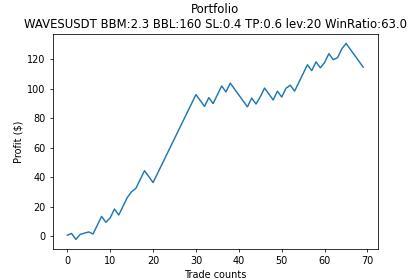 Portfolio
WAVESUSDT BBM:2.3 BBL:160 SL:0.4 TP:0.6 lev:20 WinRatio:63.0
120
100
80
60
40
20
0
Profit ($)
0 10 20 30 40 50 60 70
Trade counts